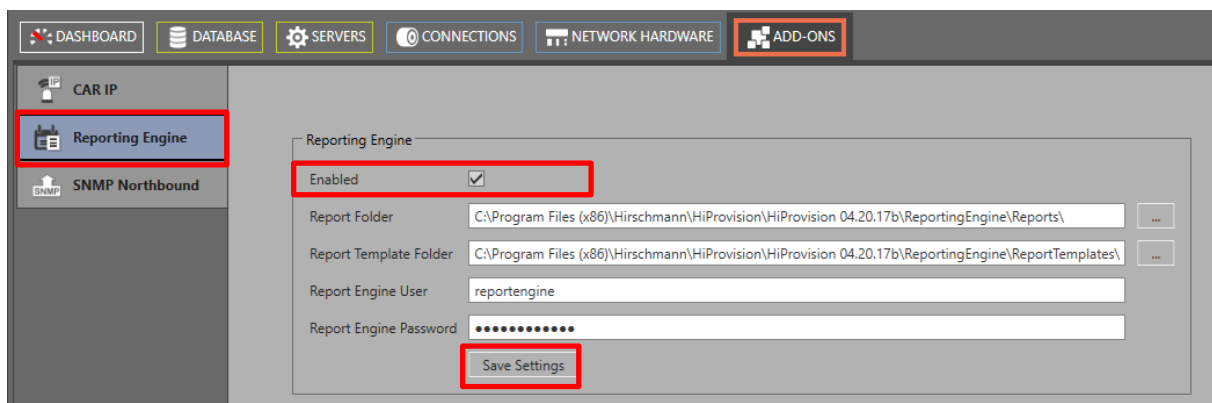 DASHBOARD DATABASE SERVERS CONNECTIONS NETWORK HARDWARE ADD-ONS
IP
CAR IP
Reporting Engine
SNMP
SNMP Northbound
Reporting Engine
Enabled
Report Folder C:\Program Files (x86)\Hirschmann\HiProvision\HiProvision 04.20.17b\ReportingEngine\Reports\ ...
Report Template Folder C:\Program Files (x86)\Hirschmann\HiProvision\HiProvision 04.20.17b\ReportingEngine\ReportTemplates\ ...
Report Engine User reportengine
Report Engine Password ●●●●●●●●●●●●
Save Settings